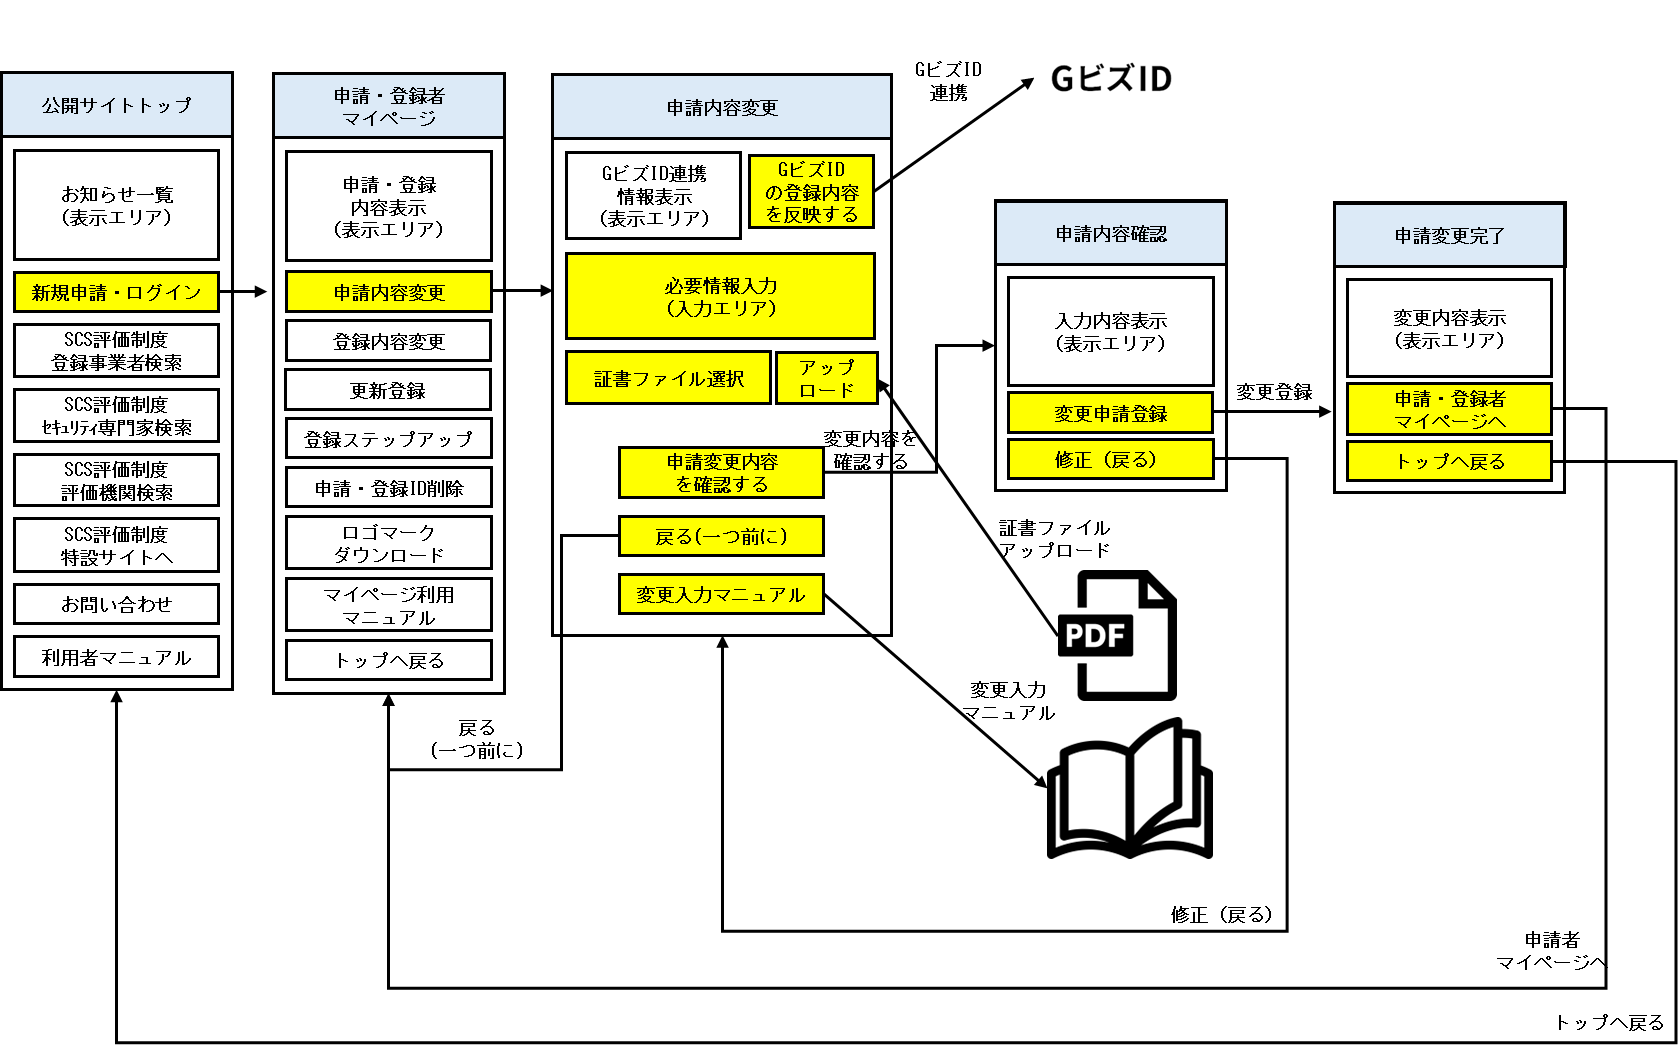 公開サイトトップ
お知らせ一覧
(表示エリア)
新規申請・ログイン
SCS評価制度
登録事業者検索
SCS評価制度
ｾｷｭﾘﾃｨ専門家検索
SCS評価制度
評価機関検索
SCS評価制度
特設サイトへ
お問い合わせ
利用者マニュアル
申請・登録者
マイページ
申請・登録
内容表示
(表示エリア)
申請内容変更
登録内容変更
更新登録
登録ステップアップ
申請・登録ID削除
ロゴマーク
ダウンロード
マイページ利用
マニュアル
トップへ戻る
戻る
(一つ前に)
申請内容変更
GビズID連携
情報表示
(表示エリア)
GビズID
の登録内容
を反映する
必要情報入力
(入力エリア)
証書ファイル選択
アップ
ロード
申請変更内容
を確認する
戻る(一つ前に)
変更入力マニュアル
GビズID
連携
GビズID
変更内容を
確認する
証書ファイル
アップロード
PDF
変更入力
マニュアル
申請内容確認
入力内容表示
(表示エリア)
変更申請登録
修正（戻る）
変更登録
申請変更完了
変更内容表示
(表示エリア)
申請・登録者
マイページへ
トップへ戻る
修正（戻る）
申請者
マイページへ
トップへ戻る